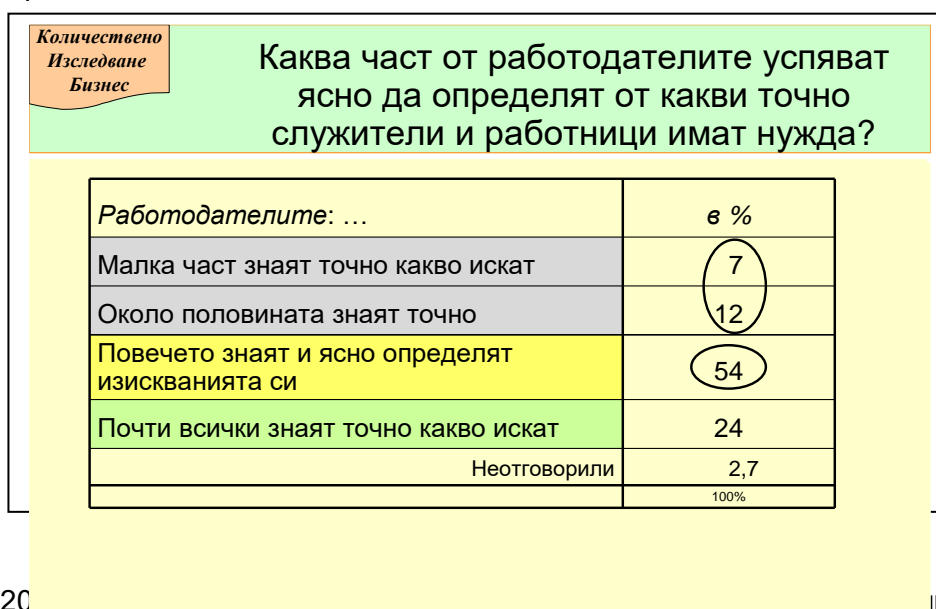 Количествено
Изследване
Бизнес
Каква част от работодателите успяват
ясно да определят от какви точно
служители и работници имат нужда?
Работодателите: … в %
Малка част знаят точно какво искат 7
Около половината знаят точно 12
Повечето знаят и ясно определят
изискванията си 54
Почти всички знаят точно какво искат 24
Неотговорили 2,7
100%
20